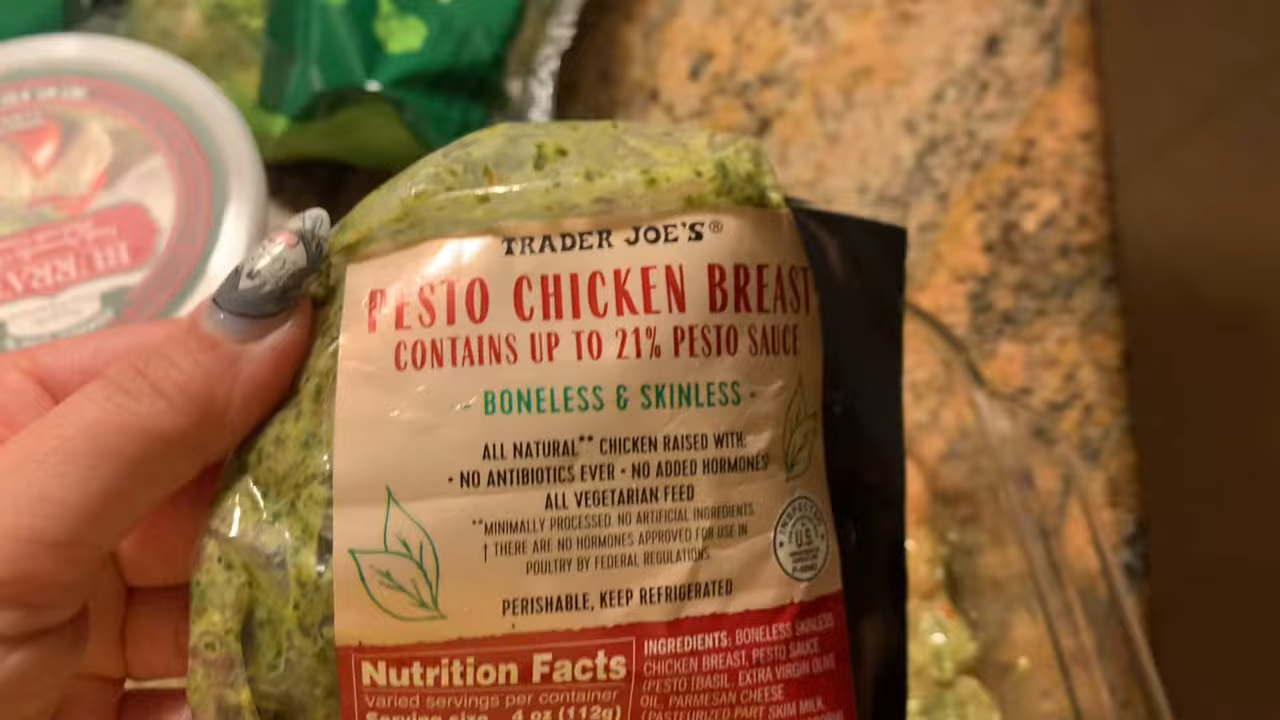 TRADER JOE'S®
PESTO CHICKEN BREAST
CONTAINS UP TO 21% PESTO SAUCE
- BONELESS & SKINLESS -
ALL NATURAL** CHICKEN RAISED WITH:
• NO ANTIBIOTICS EVER • NO ADDED HORMONES†
ALL VEGETARIAN FEED
**MINIMALLY PROCESSED. NO ARTIFICIAL INGREDIENTS.
† THERE ARE NO HORMONES APPROVED FOR USE IN
POULTRY BY FEDERAL REGULATIONS.
PERISHABLE, KEEP REFRIGERATED
INSPECTED
U.S.
Nutrition Facts
varied servings per container
Serving size 4 oz (112g)
INGREDIENTS: BONELESS SKINLESS
CHICKEN BREAST, PESTO SAUCE
(PESTO [BASIL, EXTRA VIRGIN OLIVE
OIL, PARMESAN CHEESE
(PASTEURIZED PART SKIM MILK,